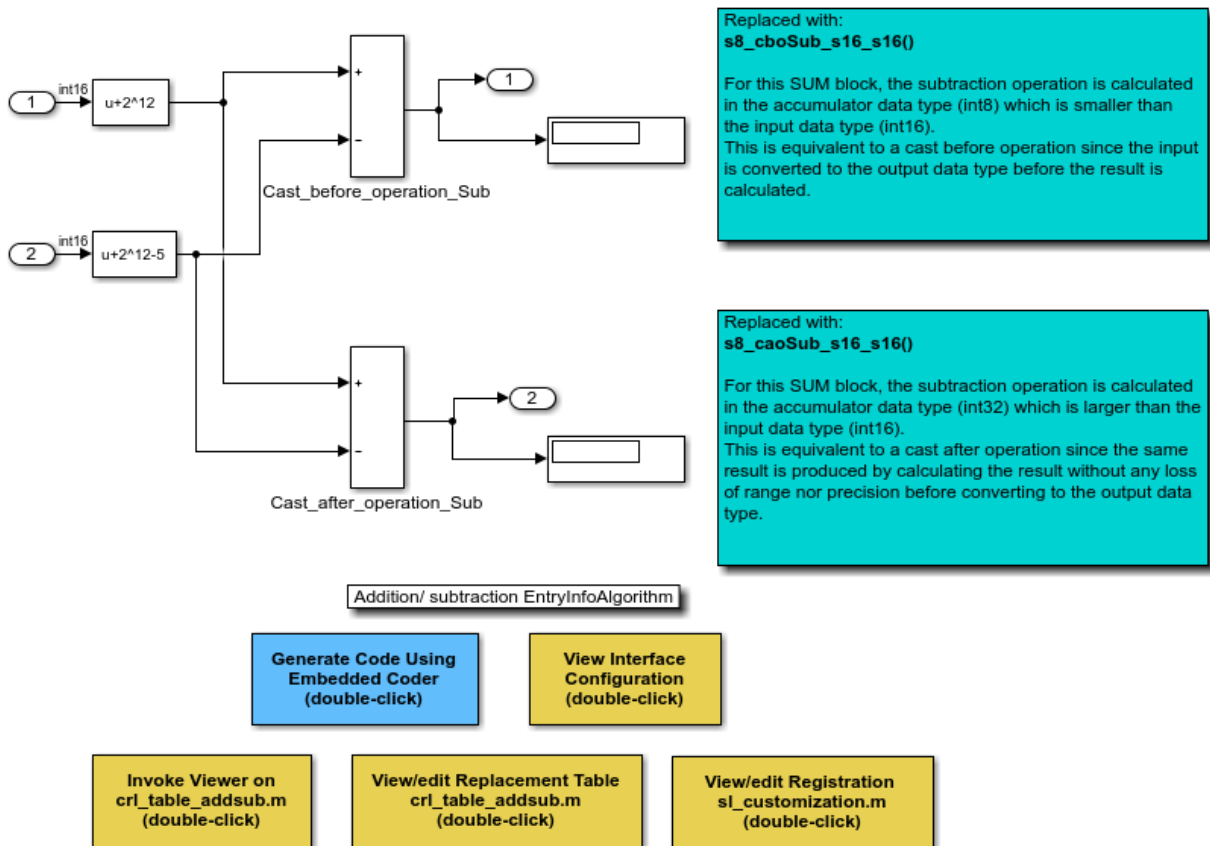 Replaced with:
s8_cboSub_s16_s16()
For this SUM block, the subtraction operation is calculated
in the accumulator data type (int8) which is smaller than
the input data type (int16).
This is equivalent to a cast before operation since the input
is converted to the output data type before the result is
calculated.
1
int16
u+2^12
+
−
1
Cast_before_operation_Sub
2
int16
u+2^12-5
Replaced with:
s8_caoSub_s16_s16()
For this SUM block, the subtraction operation is calculated
in the accumulator data type (int32) which is larger than the
input data type (int16).
This is equivalent to a cast after operation since the same
result is produced by calculating the result without any loss
of range nor precision before converting to the output data
type.
+
−
2
Cast_after_operation_Sub
Addition/ subtraction EntryInfoAlgorithm
Generate Code Using
Embedded Coder
(double-click)
View Interface
Configuration
(double-click)
Invoke Viewer on
crl_table_addsub.m
(double-click)
View/edit Replacement Table
crl_table_addsub.m
(double-click)
View/edit Registration
sl_customization.m
(double-click)